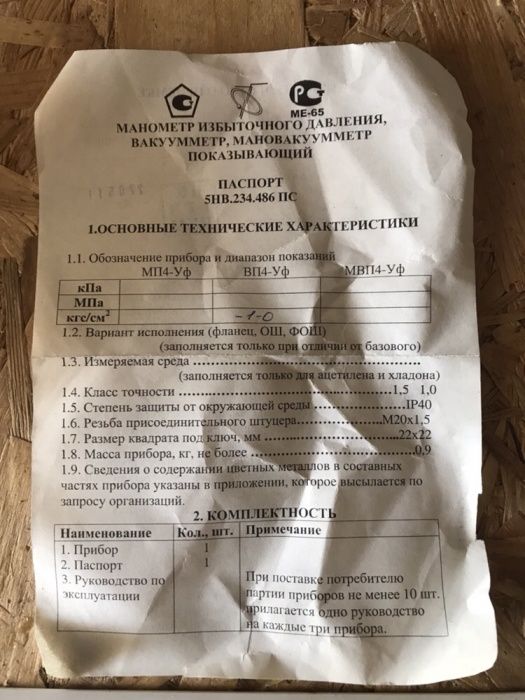 МЕ-65
МАНОМЕТР ИЗБЫТОЧНОГО ДАВЛЕНИЯ,
ВАКУУММЕТР, МАНОВАКУУММЕТР
ПОКАЗЫВАЮЩИЙ
ПАСПОРТ
5НВ.234.486 ПС
1.ОСНОВНЫЕ ТЕХНИЧЕСКИЕ ХАРАКТЕРИСТИКИ
1.1. Обозначение прибора и диапазон показаний
МП4-Уф ВП4-Уф МВП4-Уф
кПа
МПа
кгс/см² -1-0
1.2. Вариант исполнения (фланец, ОШ, ФОШ)
(заполняется только при отличии от базового)
1.3. Измеряемая среда
(заполняется только для ацетилена и хладона)
1.4. Класс точности 1,5 1,0
1.5. Степень защиты от окружающей среды IP40
1.6. Резьба присоединительного штуцера М20х1,5
1.7. Размер квадрата под ключ, мм 22х22
1.8. Масса прибора, кг, не более 0,9
1.9. Сведения о содержании цветных металлов в составных
частях прибора указаны в приложении, которое высылается по
запросу организаций.
2. КОМПЛЕКТНОСТЬ
Наименование Кол., шт. Примечание
1. Прибор 1
2. Паспорт 1
3. Руководство по При поставке потребителю
эксплуатации партии приборов не менее 10 шт.
прилагается одно руководство
на каждые три прибора.